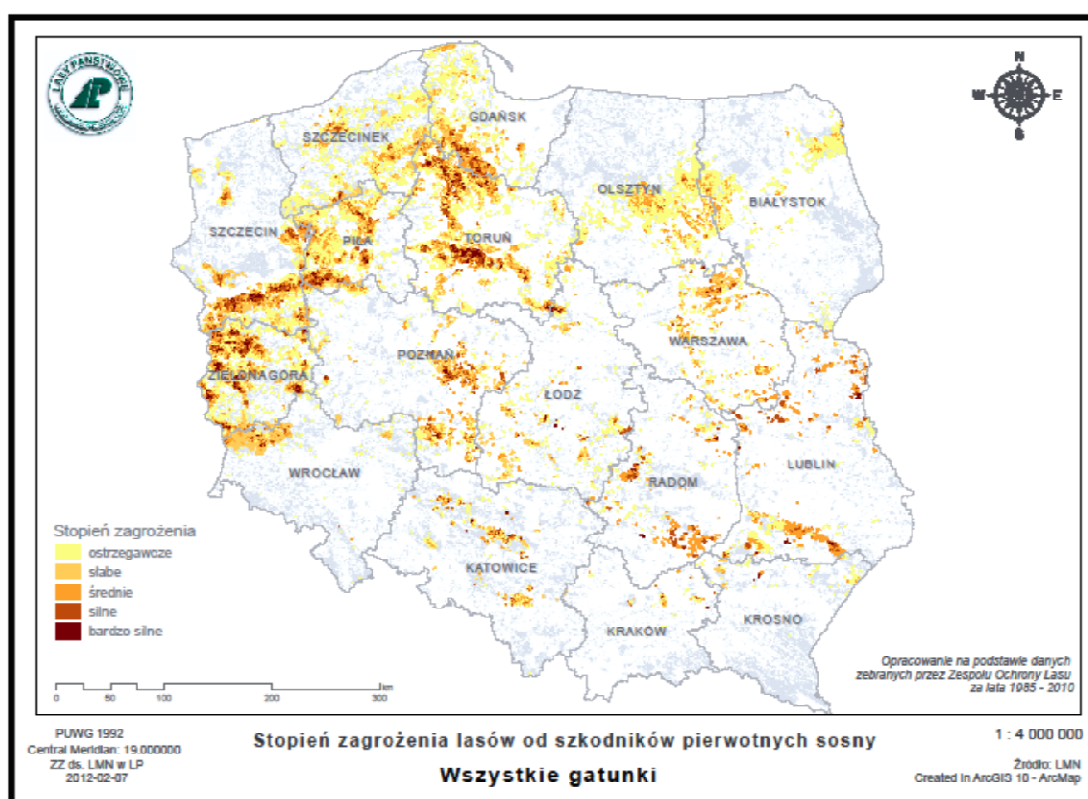 LASY PAŃSTWOWE
N
W E
S
GDAŃSK
SZCZECINEK
OLSZTYN
BIAŁYSTOK
SZCZECIN
PIŁA
TORUŃ
WARSZAWA
POZNAŃ
ZIELONA GÓRA
ŁÓDŹ
LUBLIN
WROCŁAW
RADOM
KATOWICE
KRAKÓW
KROSNO
Stopień zagrożenia
ostrzegawcze
słabe
średnie
silne
bardzo silne
km
0 50 100 200 300
Opracowanie na podstawie danych
zebranych przez Zespołu Ochrony Lasu
za lata 1985 - 2010
PUWG 1992
Central Meridian: 19.000000
ZZ ds. LMN w LP
2012-02-07
Stopień zagrożenia lasów od szkodników pierwotnych sosny
Wszystkie gatunki
1 : 4 000 000
Źródło: LMN
Created in ArcGIS 10 - ArcMap